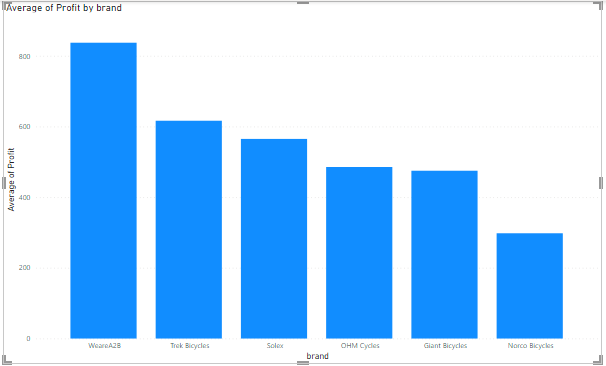 Average of Profit by brand
Average of Profit
800
600
400
200
0
WeareA2B Trek Bicycles Solex OHM Cycles Giant Bicycles Norco Bicycles
brand